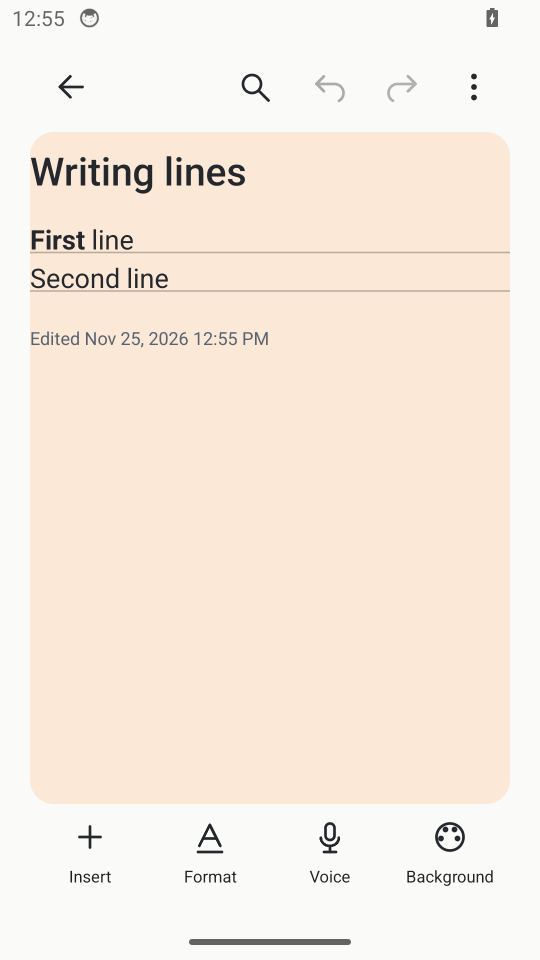 12:55
Writing lines
First line
Second line
Edited Nov 25, 2026 12:55 PM
Insert Format Voice Background